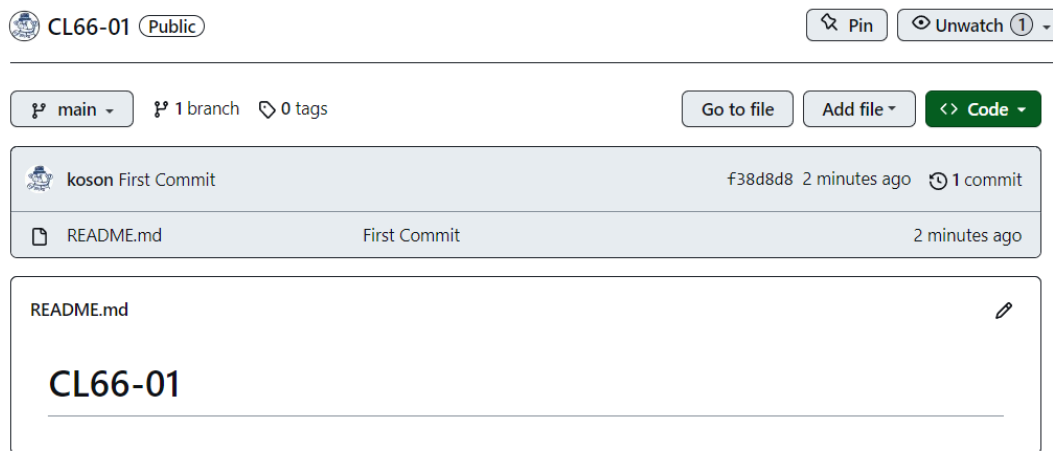 CL66-01 Public Pin Unwatch 1
main 1 branch 0 tags Go to file Add file <> Code
koson First Commit f38d8d8 2 minutes ago 1 commit
README.md First Commit 2 minutes ago
README.md
CL66-01